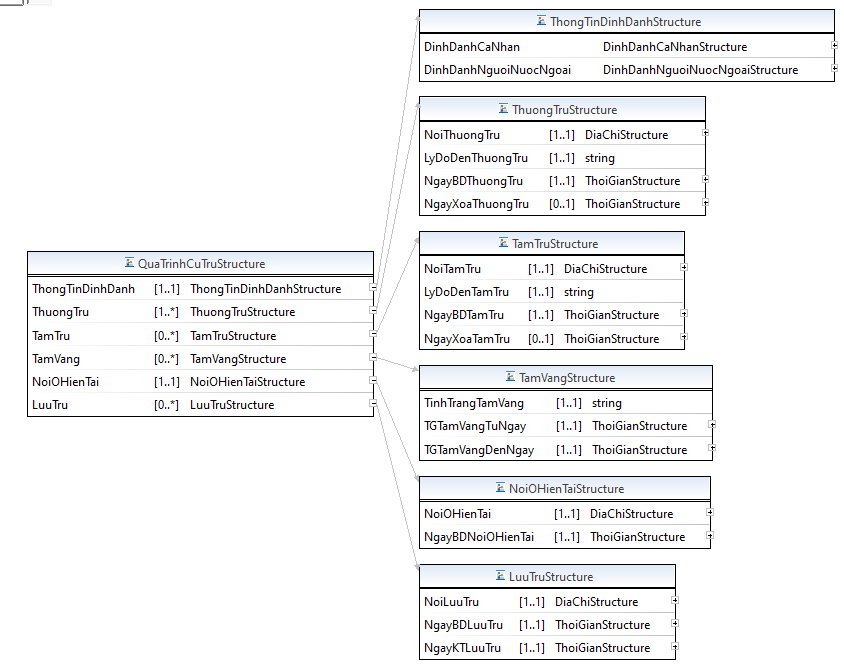 QuaTrinhCuTruStructure
ThongTinDinhDanh [1..1] ThongTinDinhDanhStructure
ThuongTru [1..*] ThuongTruStructure
TamTru [0..*] TamTruStructure
TamVang [0..*] TamVangStructure
NoiOHienTai [1..1] NoiOHienTaiStructure
LuuTru [0..*] LuuTruStructure
ThongTinDinhDanhStructure
DinhDanhCaNhan DinhDanhCaNhanStructure
DinhDanhNguoiNuocNgoai DinhDanhNguoiNuocNgoaiStructure
ThuongTruStructure
NoiThuongTru [1..1] DiaChiStructure
LyDoDenThuongTru [1..1] string
NgayBDThuongTru [1..1] ThoiGianStructure
NgayXoaThuongTru [0..1] ThoiGianStructure
TamTruStructure
NoiTamTru [1..1] DiaChiStructure
LyDoDenTamTru [1..1] string
NgayBDTamTru [1..1] ThoiGianStructure
NgayXoaTamTru [0..1] ThoiGianStructure
TamVangStructure
TinhTrangTamVang [1..1] string
TGTamVangTuNgay [1..1] ThoiGianStructure
TGTamVangDenNgay [1..1] ThoiGianStructure
NoiOHienTaiStructure
NoiOHienTai [1..1] DiaChiStructure
NgayBDNoiOHienTai [1..1] ThoiGianStructure
LuuTruStructure
NoiLuuTru [1..1] DiaChiStructure
NgayBDLuuTru [1..1] ThoiGianStructure
NgayKTLuuTru [1..1] ThoiGianStructure